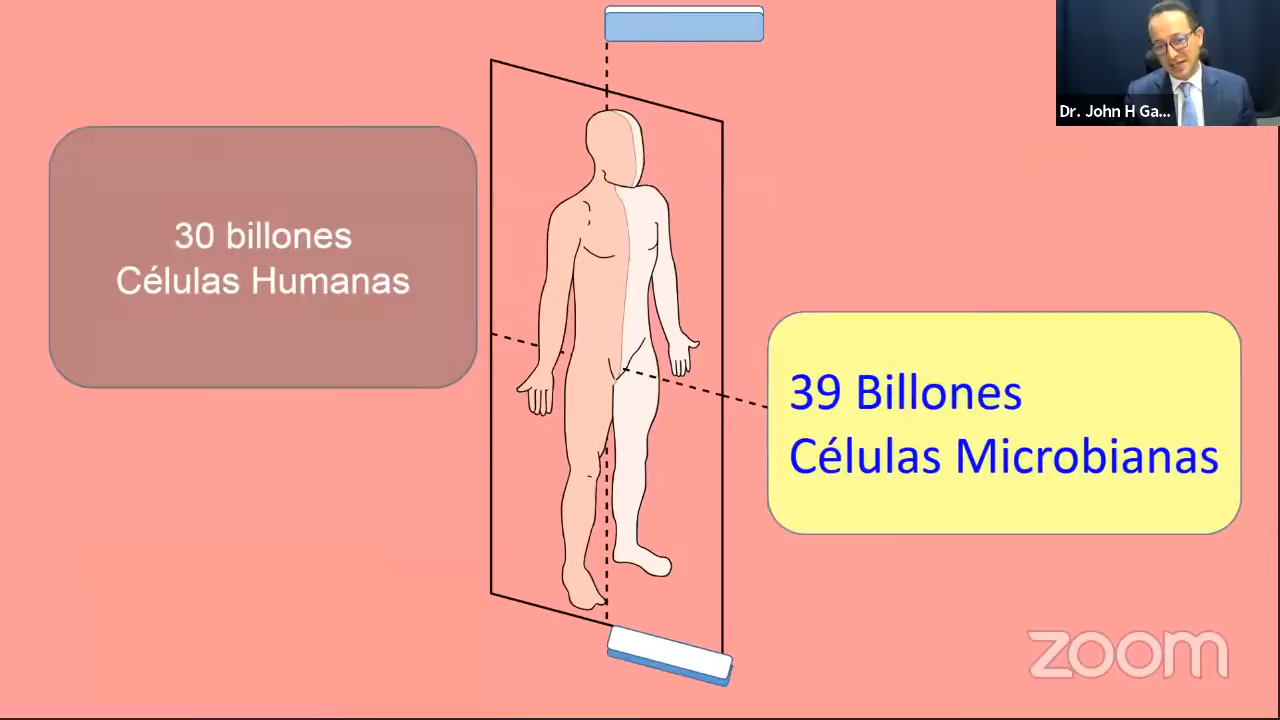 Dr. John H Ga...
30 billones
Células Humanas
39 Billones
Células Microbianas
zoom